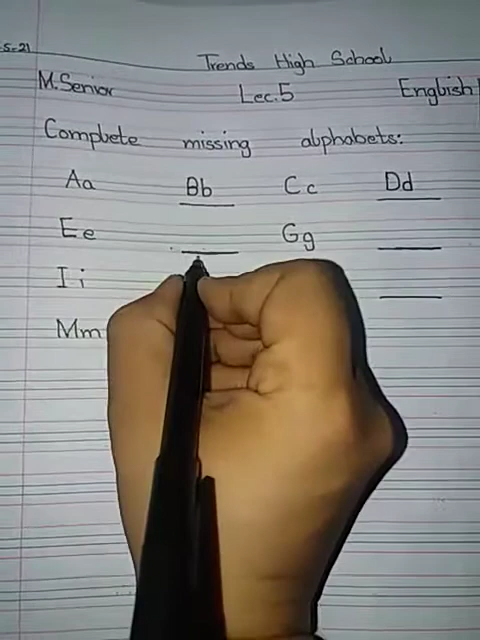 5-21
Trends High School
M.Senior Lec.5 English
Complete missing alphabets:
Aa Bb Cc Dd
Ee Gg
Ii
Mm